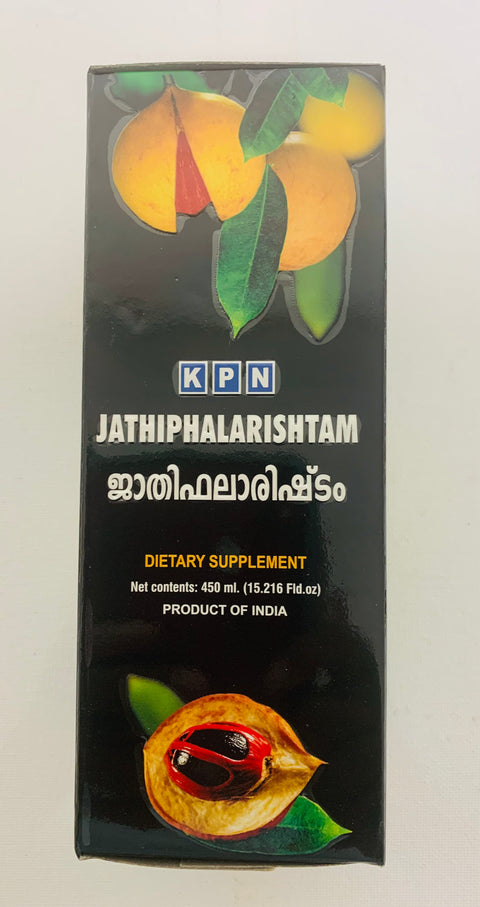 KPN
JATHIPHALARISHTAM
ജാതിഫലാരിഷ്ടം
DIETARY SUPPLEMENT
Net contents: 450 ml. (15.216 Fld.oz)
PRODUCT OF INDIA